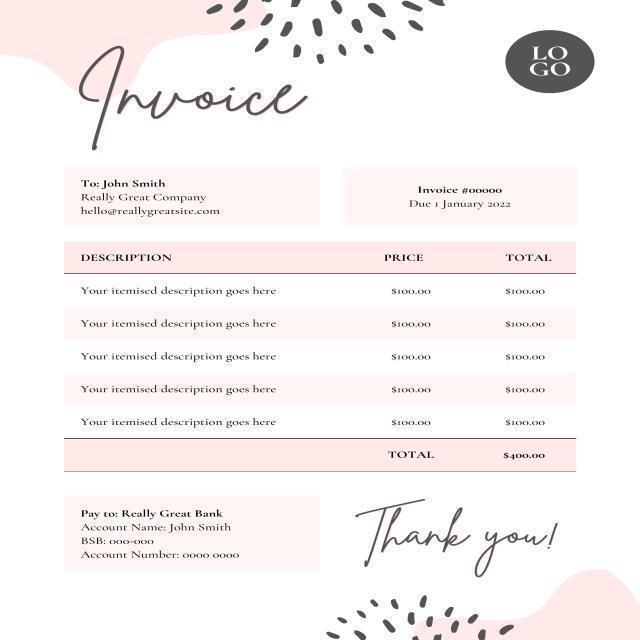 LO
GO
Invoice
To: John Smith
Really Great Company
hello@reallygreatsite.com
Invoice #00000
Due 1 January 2022
DESCRIPTION PRICE TOTAL
Your itemised description goes here $100.00 $100.00
Your itemised description goes here $100.00 $100.00
Your itemised description goes here $100.00 $100.00
Your itemised description goes here $100.00 $100.00
Your itemised description goes here $100.00 $100.00
TOTAL $400.00
Pay to: Really Great Bank
Account Name: John Smith
BSB: 000-000
Account Number: 0000 0000
Thank you!